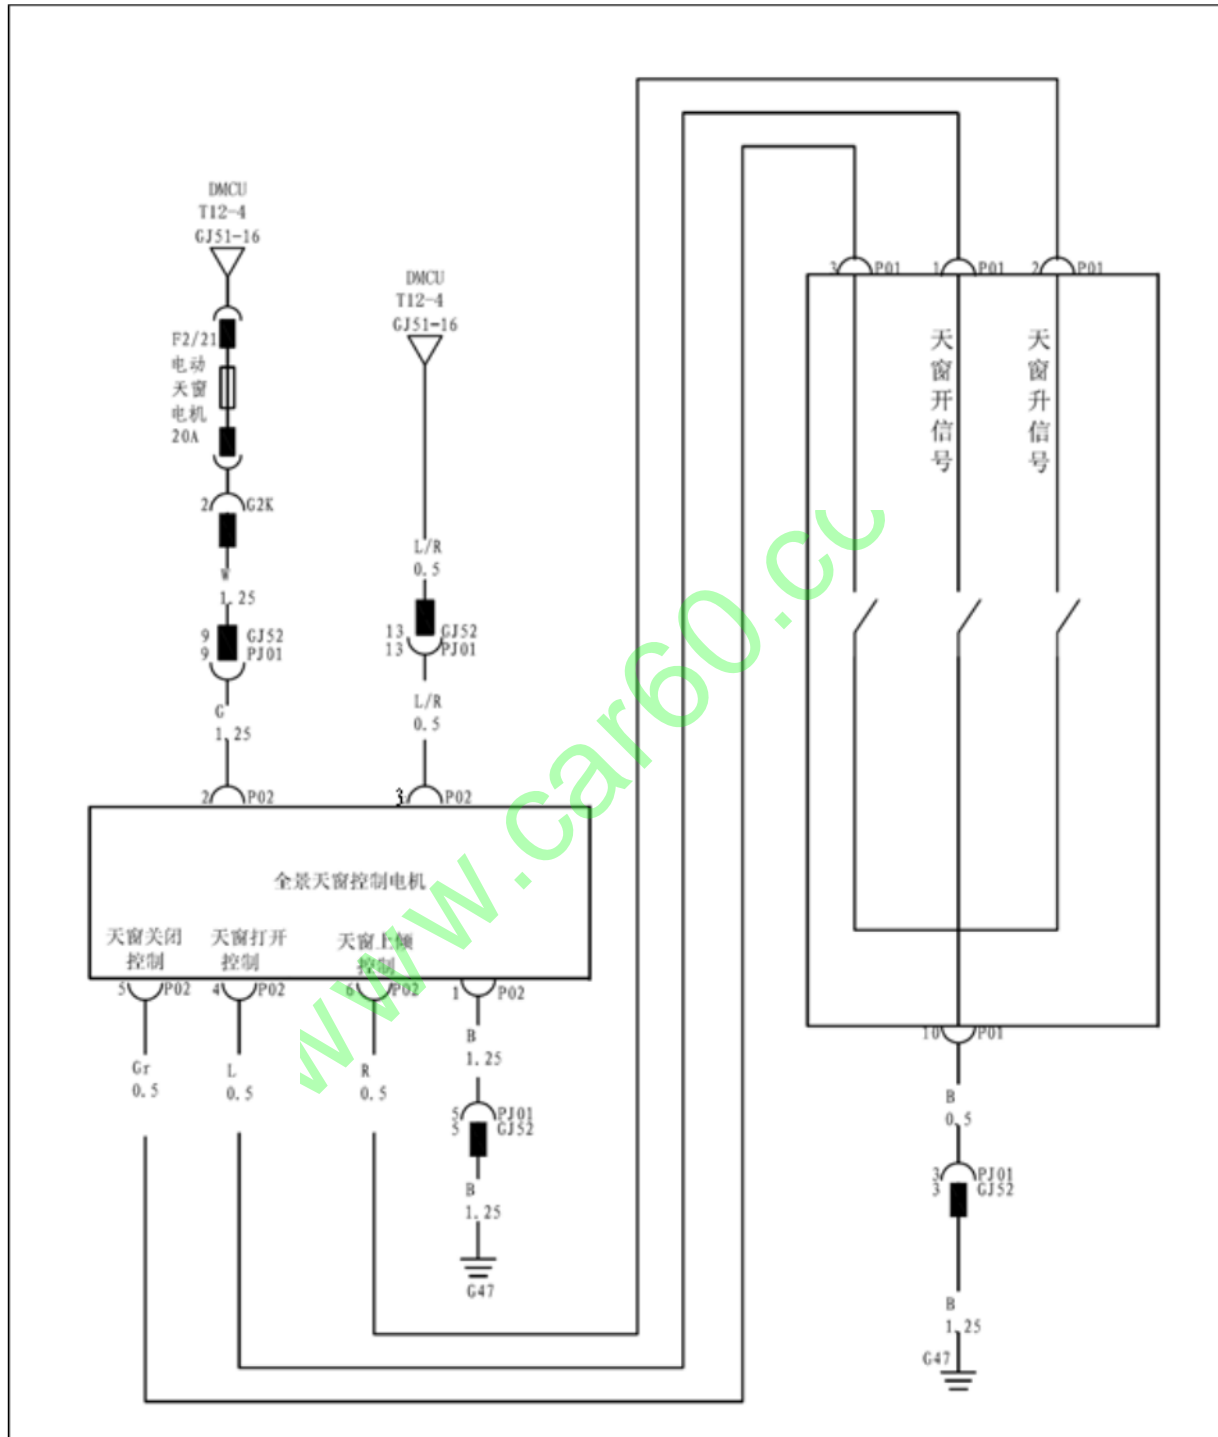 DMCU
T12-4
GJ51-16
F2/21
电动
天窗
电机
20A
2 G2K
W
1.25
9 GJ52
9 PJ01
G
1.25
2 P02
DMCU
T12-4
GJ51-16
L/R
0.5
13 GJ52
13 PJ01
L/R
0.5
3 P02
全景天窗控制电机
天窗关闭
控制
天窗打开
控制
天窗上倾
控制
5 P02
4 P02
6 P02
1 P02
Gr
0.5
L
0.5
R
0.5
B
1.25
5 PJ01
5 GJ52
B
1.25
G47
3 P01
1 P01
2 P01
天窗开信号
天窗升信号
10 P01
B
0.5
3 PJ01
3 GJ52
B
1.25
G47
www.car60.co